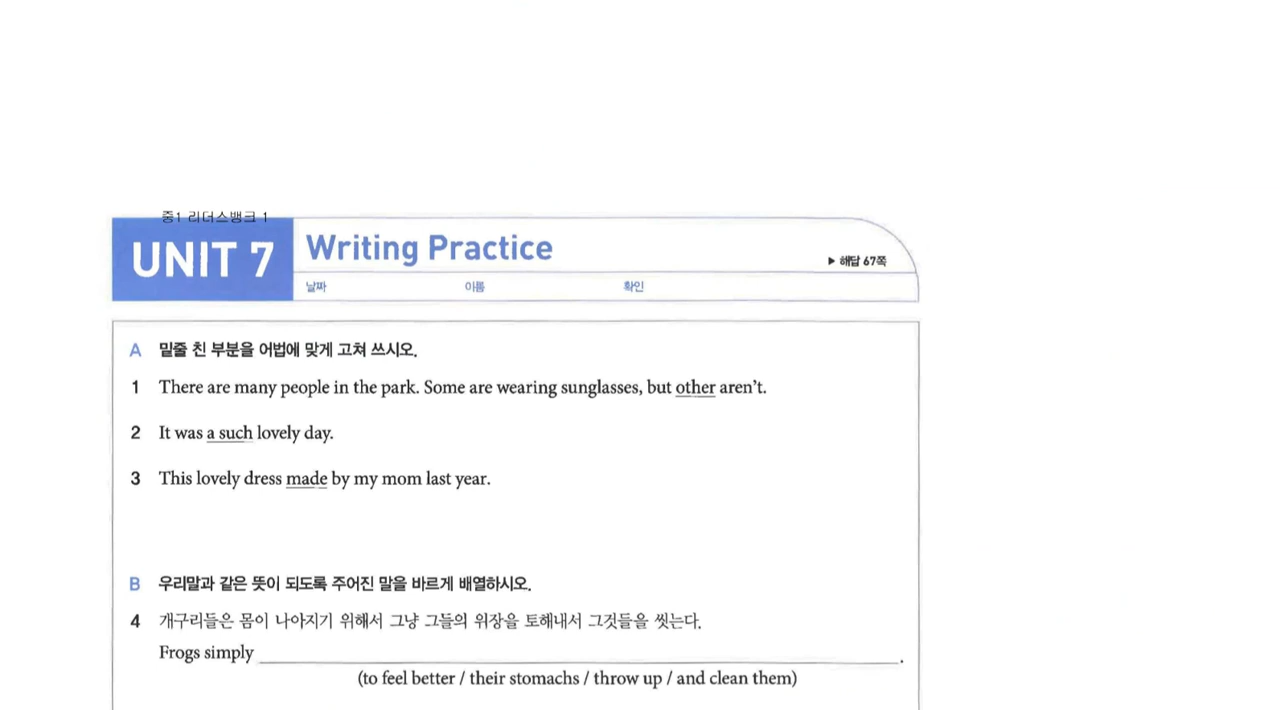 중1 리더스뱅크 1
UNIT 7
Writing Practice
▶ 해답 67쪽
날짜 이름 확인
A 밑줄 친 부분을 어법에 맞게 고쳐 쓰시오.
1 There are many people in the park. Some are wearing sunglasses, but other aren't.
2 It was a such lovely day.
3 This lovely dress made by my mom last year.
B 우리말과 같은 뜻이 되도록 주어진 말을 바르게 배열하시오.
4 개구리들은 몸이 나아지기 위해서 그냥 그들의 위장을 토해내서 그것들을 씻는다.
Frogs simply ______________________________.
(to feel better / their stomachs / throw up / and clean them)